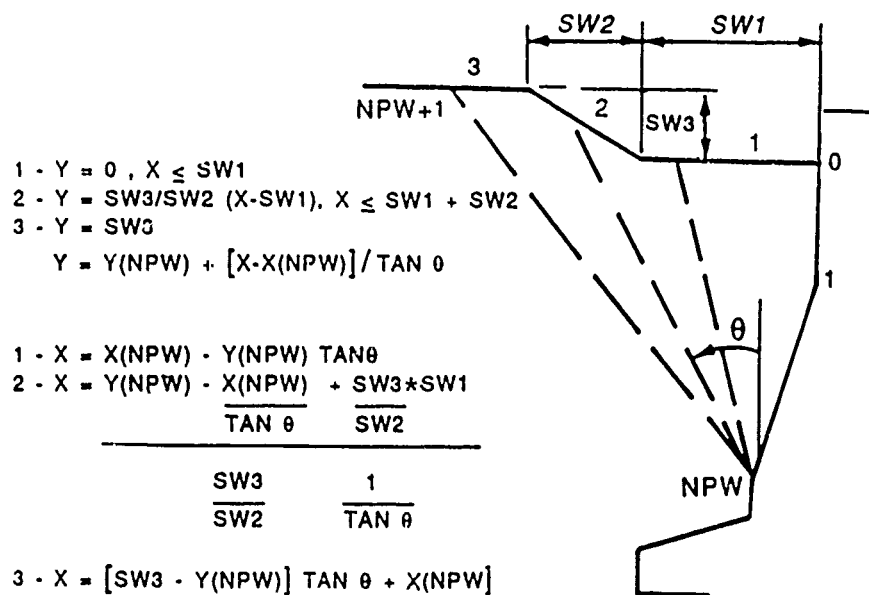 SW2 SW1
3
NPW+1 2 SW3 1 0
1 - Y = 0 , X ≤ SW1
2 - Y = SW3/SW2 (X-SW1), X ≤ SW1 + SW2
3 - Y = SW3
Y = Y(NPW) + [X-X(NPW)]/ TAN θ
1
θ
1 - X = X(NPW) - Y(NPW) TANθ
2 - X = Y(NPW) - X(NPW) + SW3*SW1
TAN θ SW2
SW3 1
SW2 TAN θ
NPW
3 - X = [SW3 - Y(NPW)] TAN θ + X(NPW]